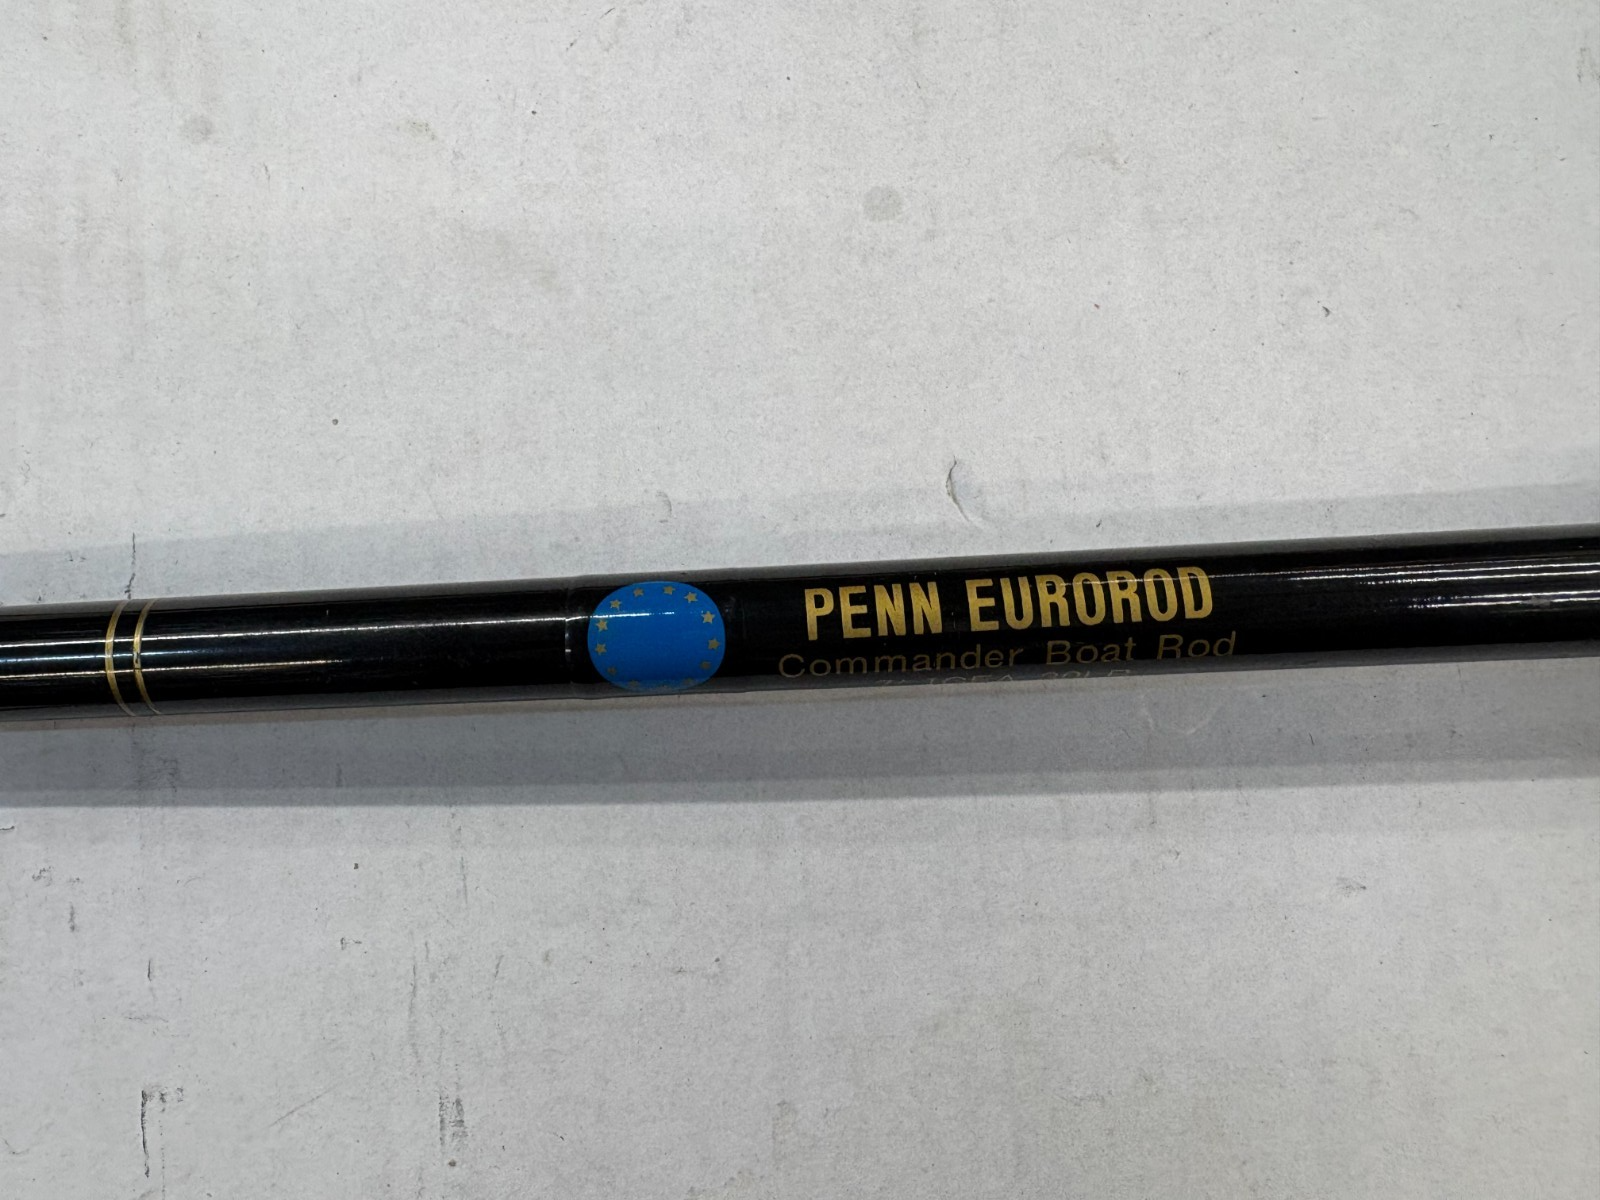 PENN EUROROD
Commander Boat Rod